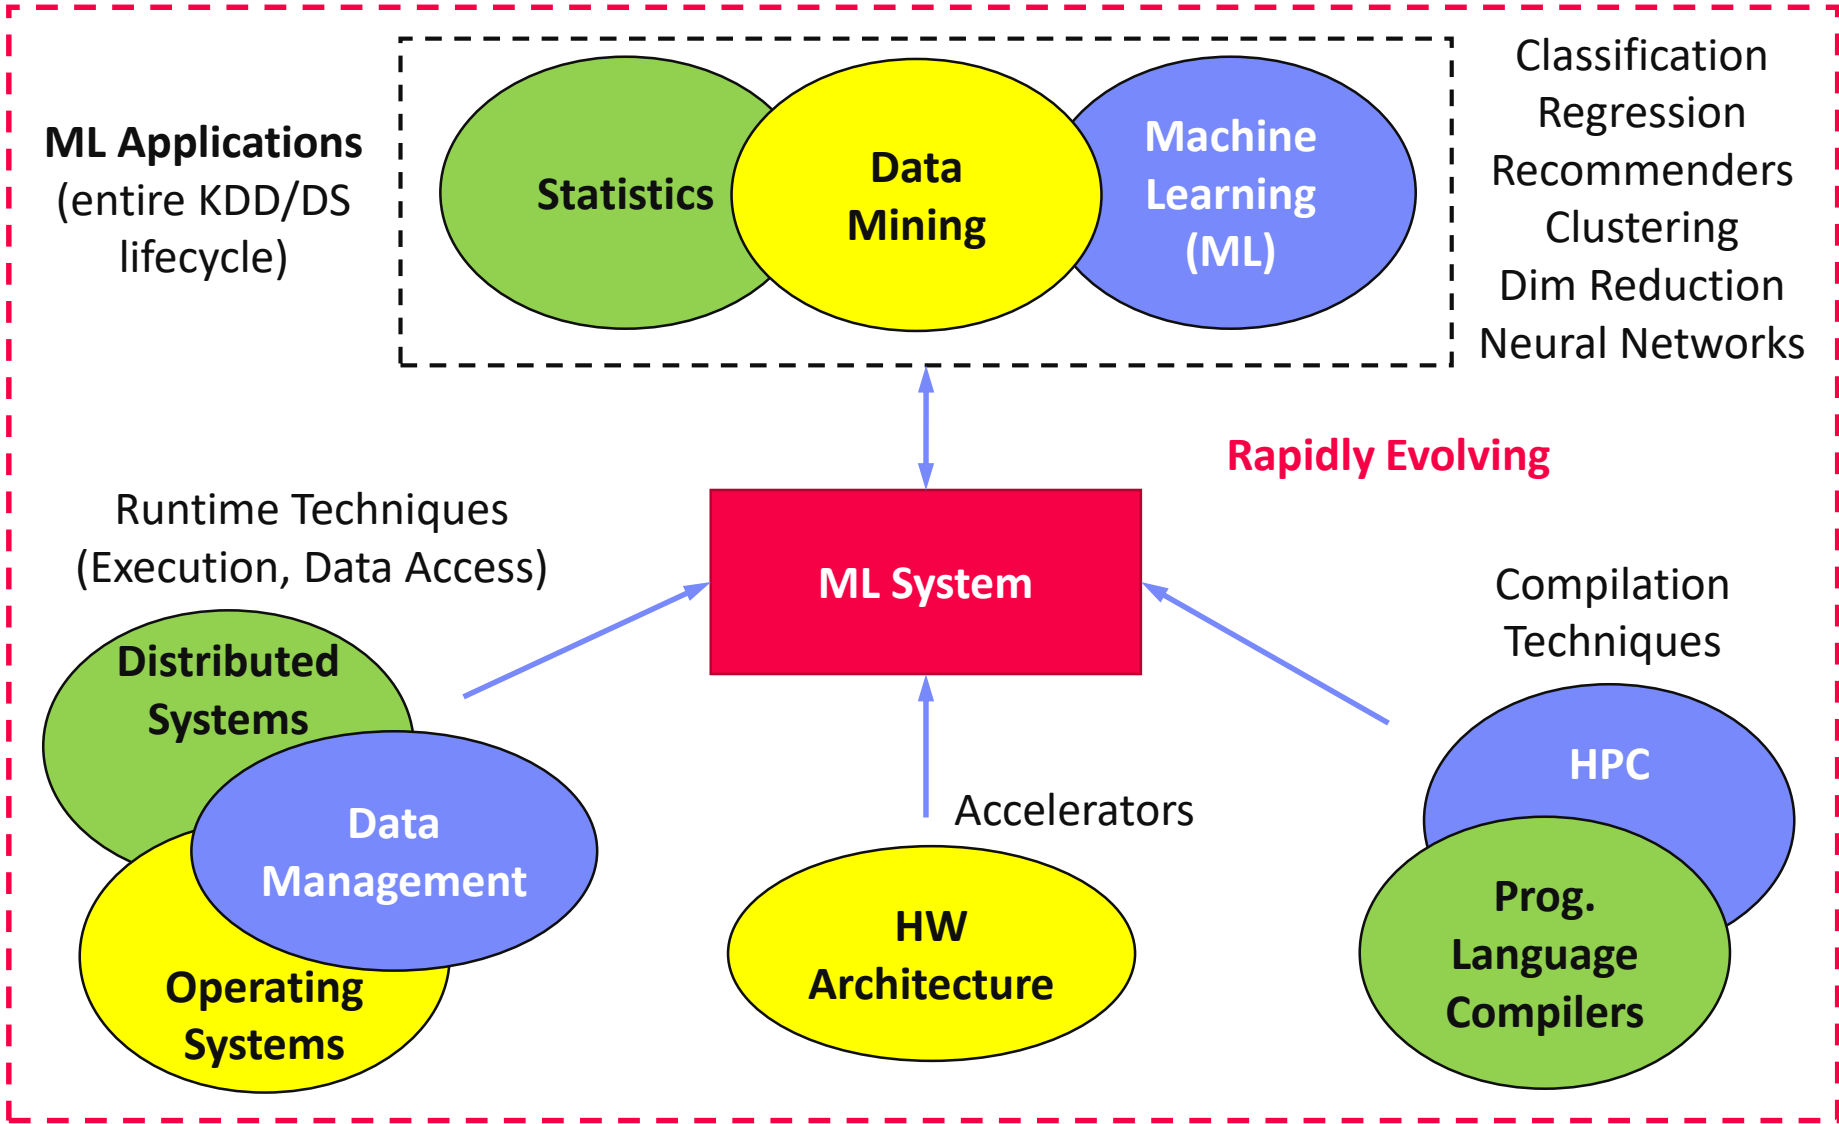 ML Applications
(entire KDD/DS
lifecycle)
Statistics
Data
Mining
Machine
Learning
(ML)
Classification
Regression
Recommenders
Clustering
Dim Reduction
Neural Networks
Rapidly Evolving
Runtime Techniques
(Execution, Data Access)
ML System
Compilation
Techniques
Distributed
Systems
Data
Management
Operating
Systems
Accelerators
HW
Architecture
HPC
Prog.
Language
Compilers